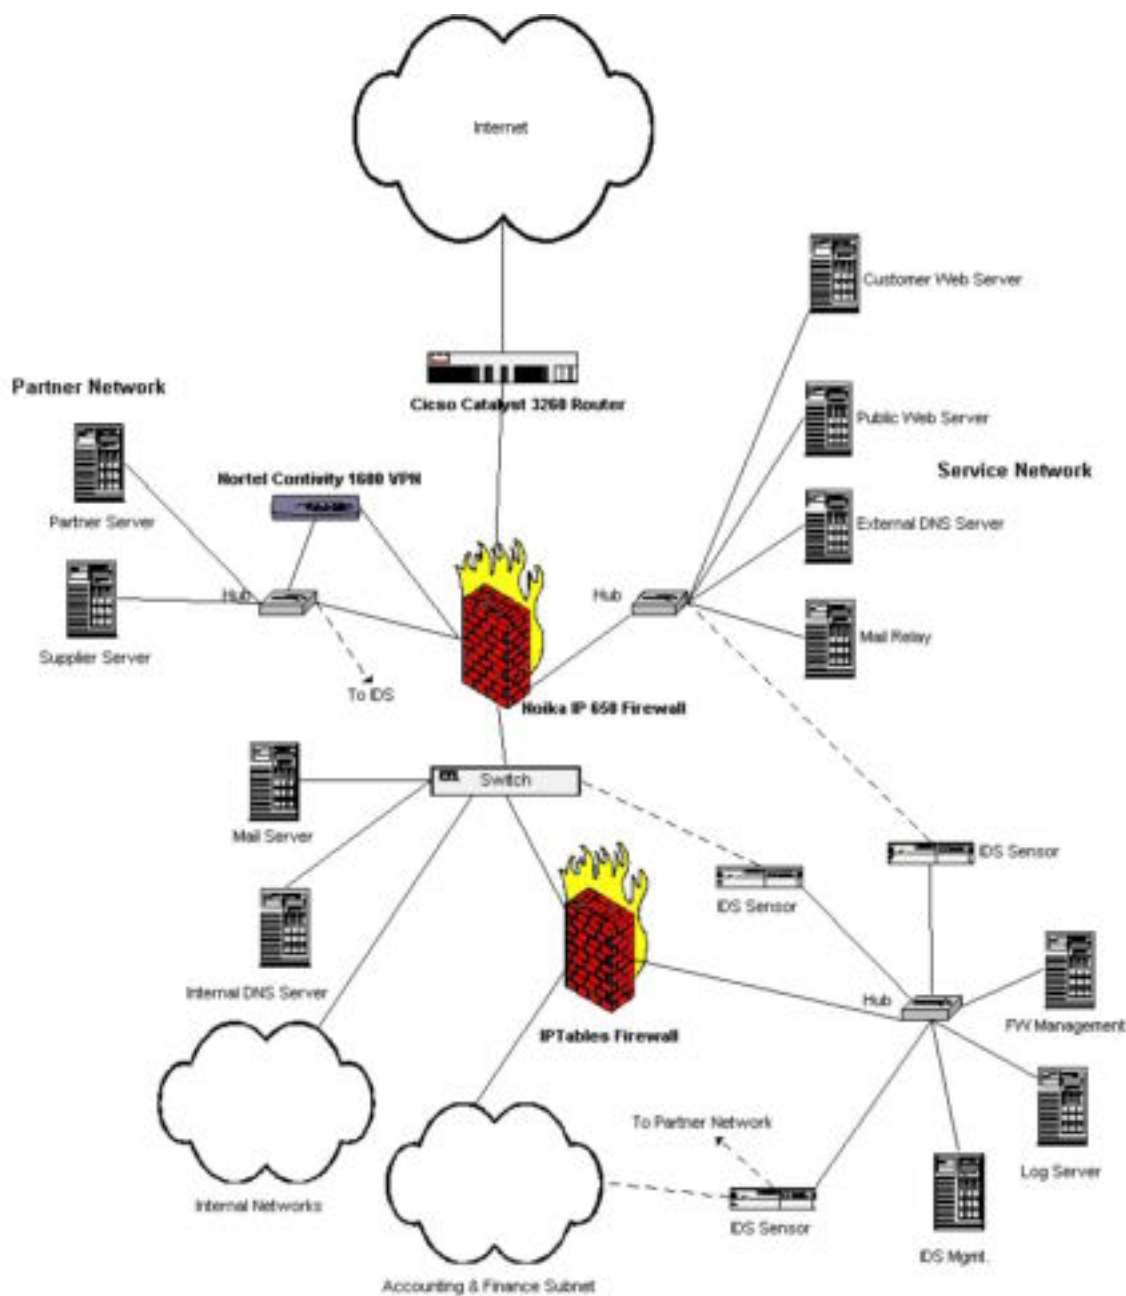 Internet
Customer Web Server
Partner Network
Cicso Catalyst 3260 Router
Public Web Server
Service Network
Nortel Contivity 1600 VPN
Partner Server
External DNS Server
Hub
Hub
Mail Relay
Supplier Server
To IDS
Noika IP 650 Firewall
Switch
Mail Server
IDS Sensor
IDS Sensor
Internal DNS Server
Hub
FW Management
IPTables Firewall
To Partner Network
Log Server
Internal Networks
IDS Sensor
IDS Mgmt.
Accounting & Finance Subnet